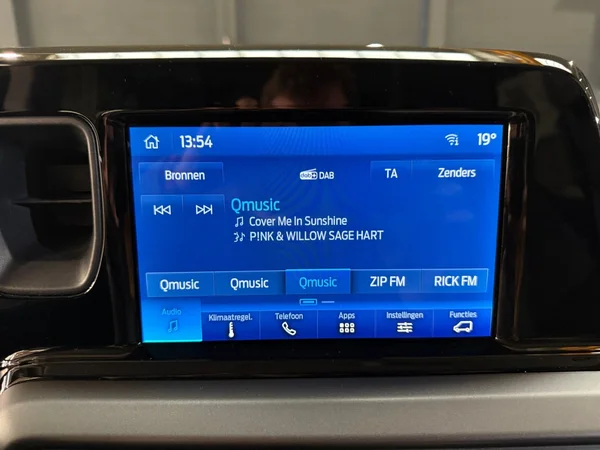 13:54
19°
Bronnen
dab+ DAB
TA
Zenders
Qmusic
Cover Me In Sunshine
P!NK & WILLOW SAGE HART
Qmusic Qmusic Qmusic ZIP FM RICK FM
Audio Klimaatregel. Telefoon Apps Instellingen Functies